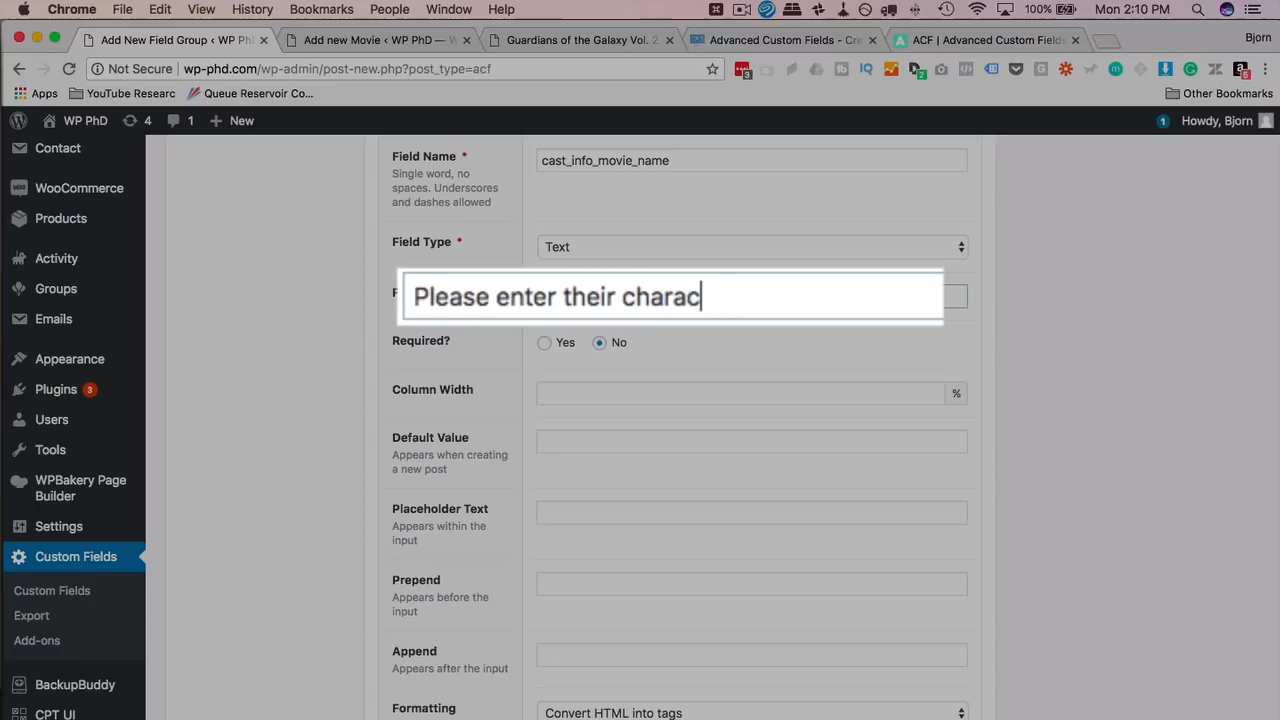 Chrome File Edit View History Bookmarks People Window Help 100% Mon 2:10 PM
Add New Field Group ‹ WP PhD Add new Movie ‹ WP PhD — W Guardians of the Galaxy Vol. 2 Advanced Custom Fields - Cre ACF | Advanced Custom Fields Bjorn
Not Secure wp-phd.com/wp-admin/post-new.php?post_type=acf
Apps YouTube Researc Queue Reservoir Co... Other Bookmarks
WP PhD 4 1 New 1 Howdy, Bjorn
Contact
WooCommerce
Products
Activity
Groups
Emails
Appearance
Plugins 3
Users
Tools
WPBakery Page
Builder
Settings
Custom Fields
Custom Fields
Export
Add-ons
BackupBuddy
CPT UI
Field Name * cast_info_movie_name
Single word, no
spaces. Underscores
and dashes allowed
Field Type * Text
Please enter their charac
Required? Yes No
Column Width %
Default Value
Appears when creating
a new post
Placeholder Text
Appears within the
input
Prepend
Appears before the
input
Append
Appears after the input
Formatting Convert HTML into tags